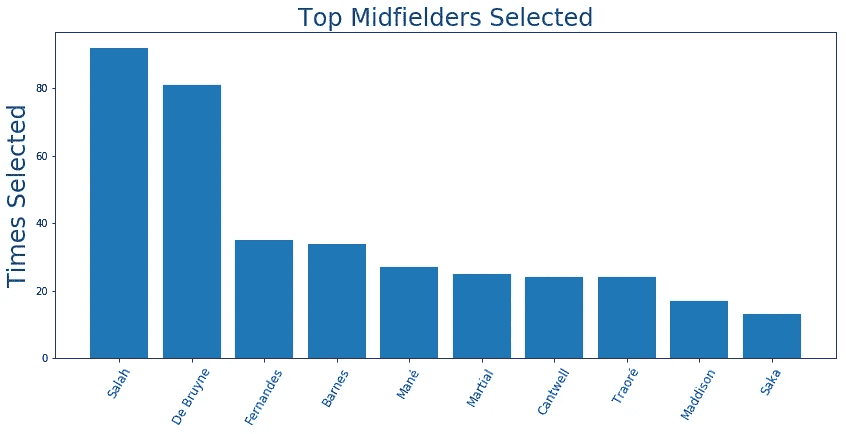 Top Midfielders Selected
Times Selected
80
60
40
20
0
Salah
De Bruyne
Fernandes
Barnes
Mané
Martial
Cantwell
Traoré
Maddison
Saka